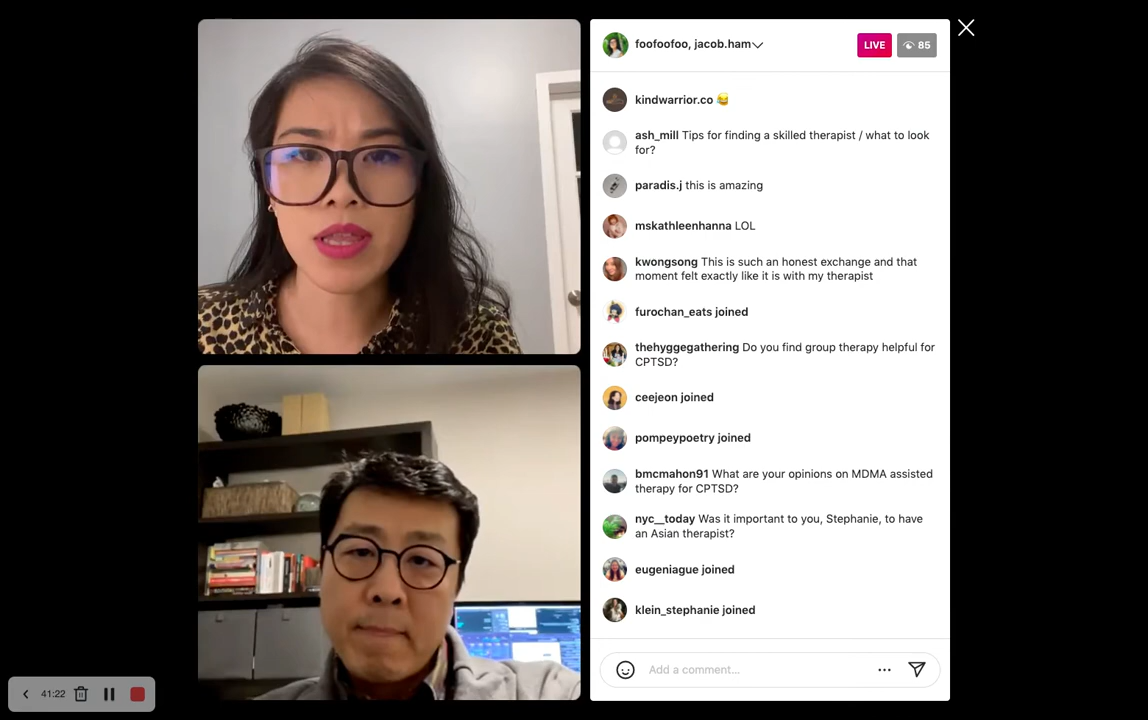 foofoofoo, jacob.ham
LIVE
85
kindwarrior.co 😂
ash_mill Tips for finding a skilled therapist / what to look
for?
paradis.j this is amazing
mskathleenhanna LOL
kwongsong This is such an honest exchange and that
moment felt exactly like it is with my therapist
furochan_eats joined
thehyggegathering Do you find group therapy helpful for
CPTSD?
ceejeon joined
pompeypoetry joined
bmcmahon91 What are your opinions on MDMA assisted
therapy for CPTSD?
nyc__today Was it important to you, Stephanie, to have
an Asian therapist?
eugeniague joined
klein_stephanie joined
Add a comment...
41:22